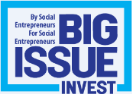 By Social
Entrepreneurs
For Social
Entrepreneurs
BIG
ISSUE
INVEST